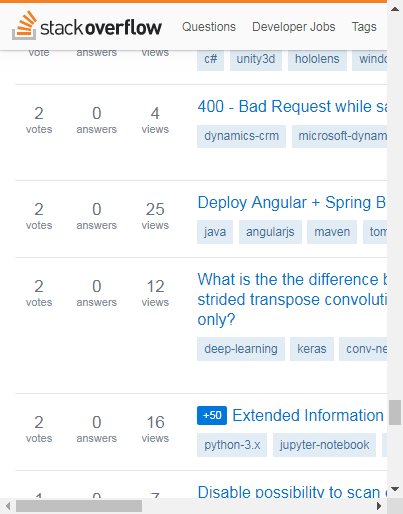 stackoverflow Questions Developer Jobs Tags
vote answers views
c# unity3d hololens windo
2 0 4 400 - Bad Request while sa
votes answers views dynamics-crm microsoft-dynam
2 0 25 Deploy Angular + Spring B
votes answers views java angularjs maven tom
2 0 12 What is the the difference b
votes answers views strided transpose convoluti
only?
deep-learning keras conv-ne
2 0 16 +50 Extended Information
votes answers views python-3.x jupyter-notebook
1 0 7 Disable possibility to scan